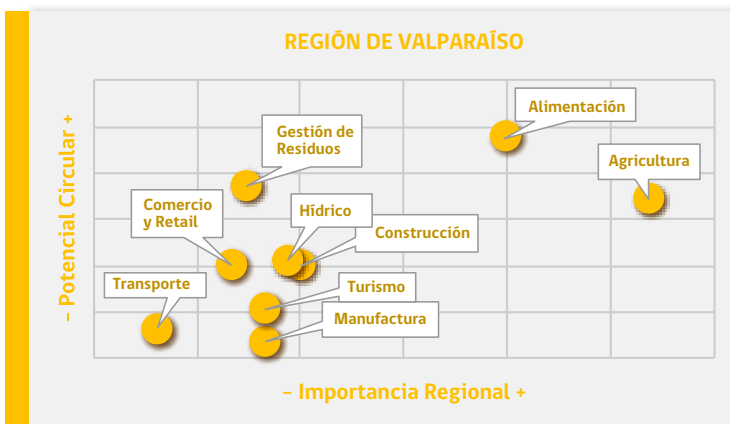 REGIÓN DE VALPARAÍSO
– Potencial Circular +
Alimentación
Gestión de
Residuos
Agricultura
Comercio
y Retail
Hídrico
Construcción
Transporte
Turismo
Manufactura
– Importancia Regional +